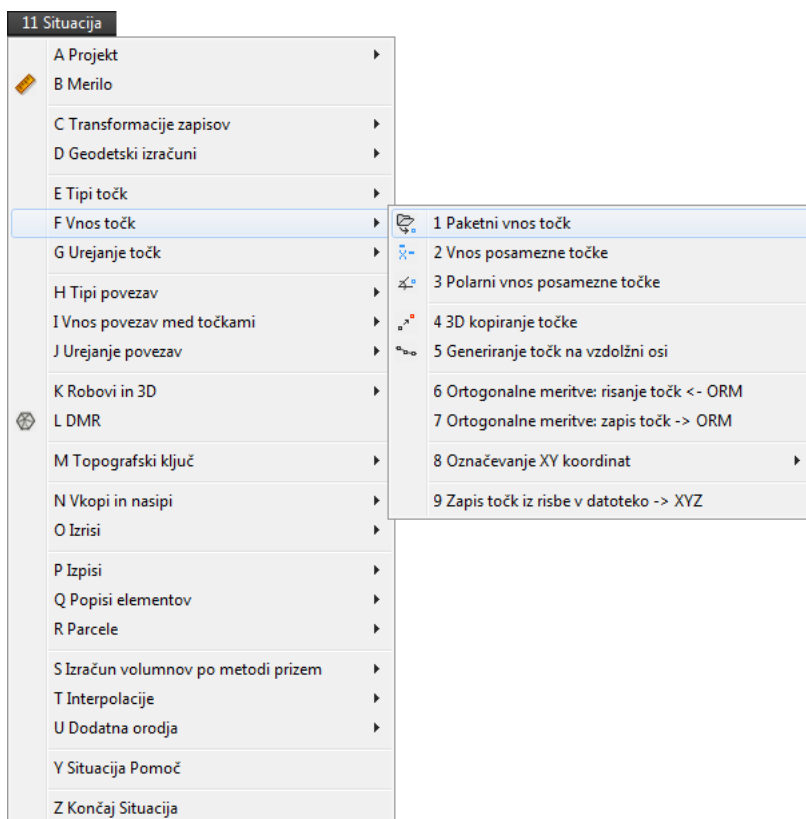 11 Situacija
A Projekt
B Merilo
C Transformacije zapisov
D Geodetski izračuni
E Tipi točk
F Vnos točk
G Urejanje točk
H Tipi povezav
I Vnos povezav med točkami
J Urejanje povezav
K Robovi in 3D
L DMR
M Topografski ključ
N Vkopi in nasipi
O Izrisi
P Izpisi
Q Popisi elementov
R Parcele
S Izračun volumnov po metodi prizem
T Interpolacije
U Dodatna orodja
Y Situacija Pomoč
Z Končaj Situacija
1 Paketni vnos točk
2 Vnos posamezne točke
3 Polarni vnos posamezne točke
4 3D kopiranje točke
5 Generiranje točk na vzdolžni osi
6 Ortogonalne meritve: risanje točk <- ORM
7 Ortogonalne meritve: zapis točk -> ORM
8 Označevanje XY koordinat
9 Zapis točk iz risbe v datoteko -> XYZ